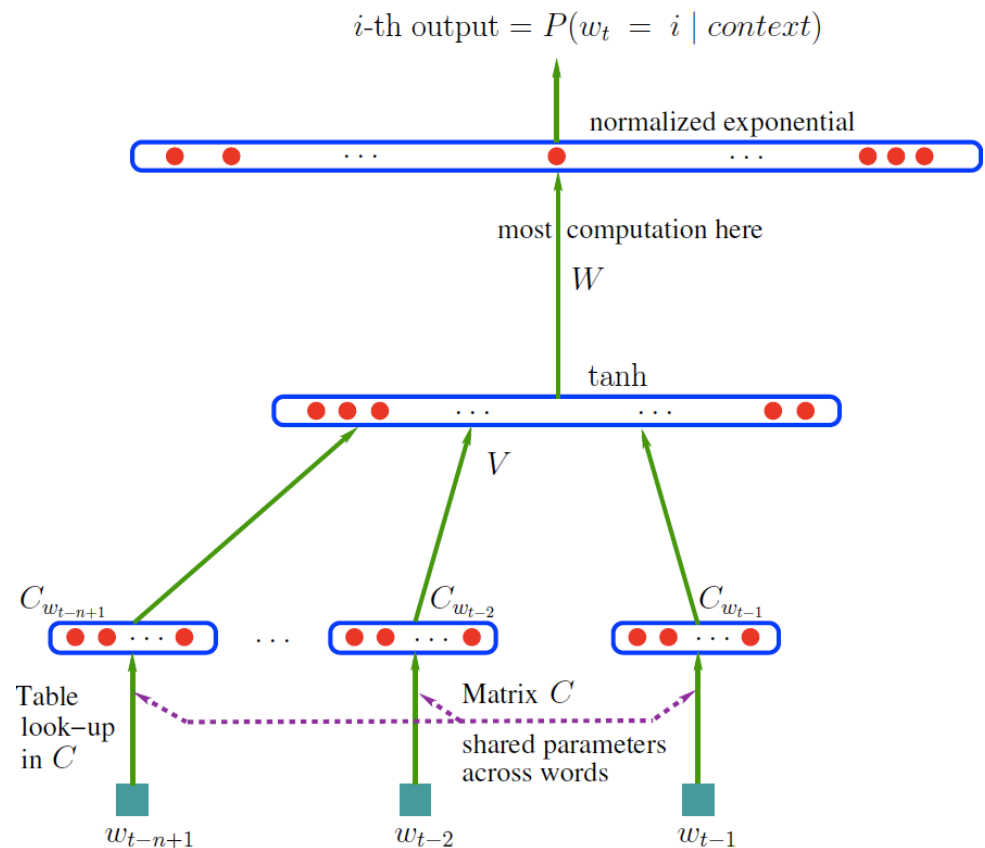 i-th output = P(w_t = i | context)
normalized exponential
. . .
. . .
most computation here
W
tanh
. . .
. . .
V
C_{w_{t−n+1}}
C_{w_{t−2}}
C_{w_{t−1}}
. . .
. . .
. . .
. . .
Table
look−up
in C
Matrix C
shared parameters
across words
w_{t−n+1}
w_{t−2}
w_{t−1}